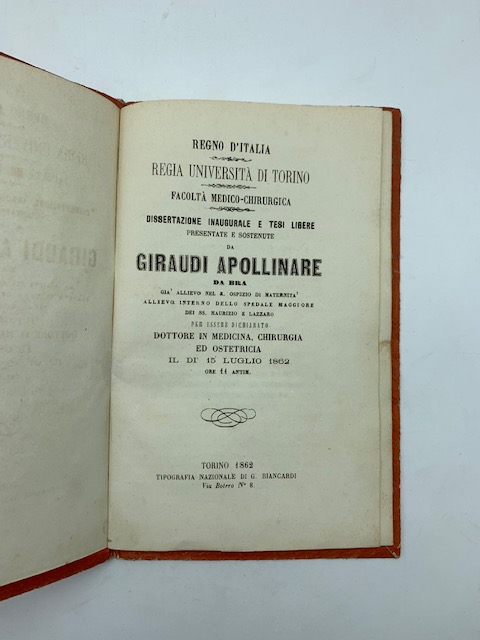 REGNO D'ITALIA
REGIA UNIVERSITÀ DI TORINO
FACOLTÀ MEDICO-CHIRURGICA
DISSERTAZIONE INAUGURALE E TESI LIBERE
PRESENTATE E SOSTENUTE
DA
GIRAUDI APOLLINARE
DA BRA
GIA' ALLIEVO NEL R. OSPIZIO DI MATERNITA'
ALLIEVO INTERNO DELLO SPEDALE MAGGIORE
DEI SS. MAURIZIO E LAZZARO
PER ESSERE DICHIARATO
DOTTORE IN MEDICINA, CHIRURGIA
ED OSTETRICIA
IL DI' 15 LUGLIO 1862
ORE 11 ANTIM.
TORINO 1862
TIPOGRAFIA NAZIONALE DI G. BIANCARDI
Via Botero Nº 8.